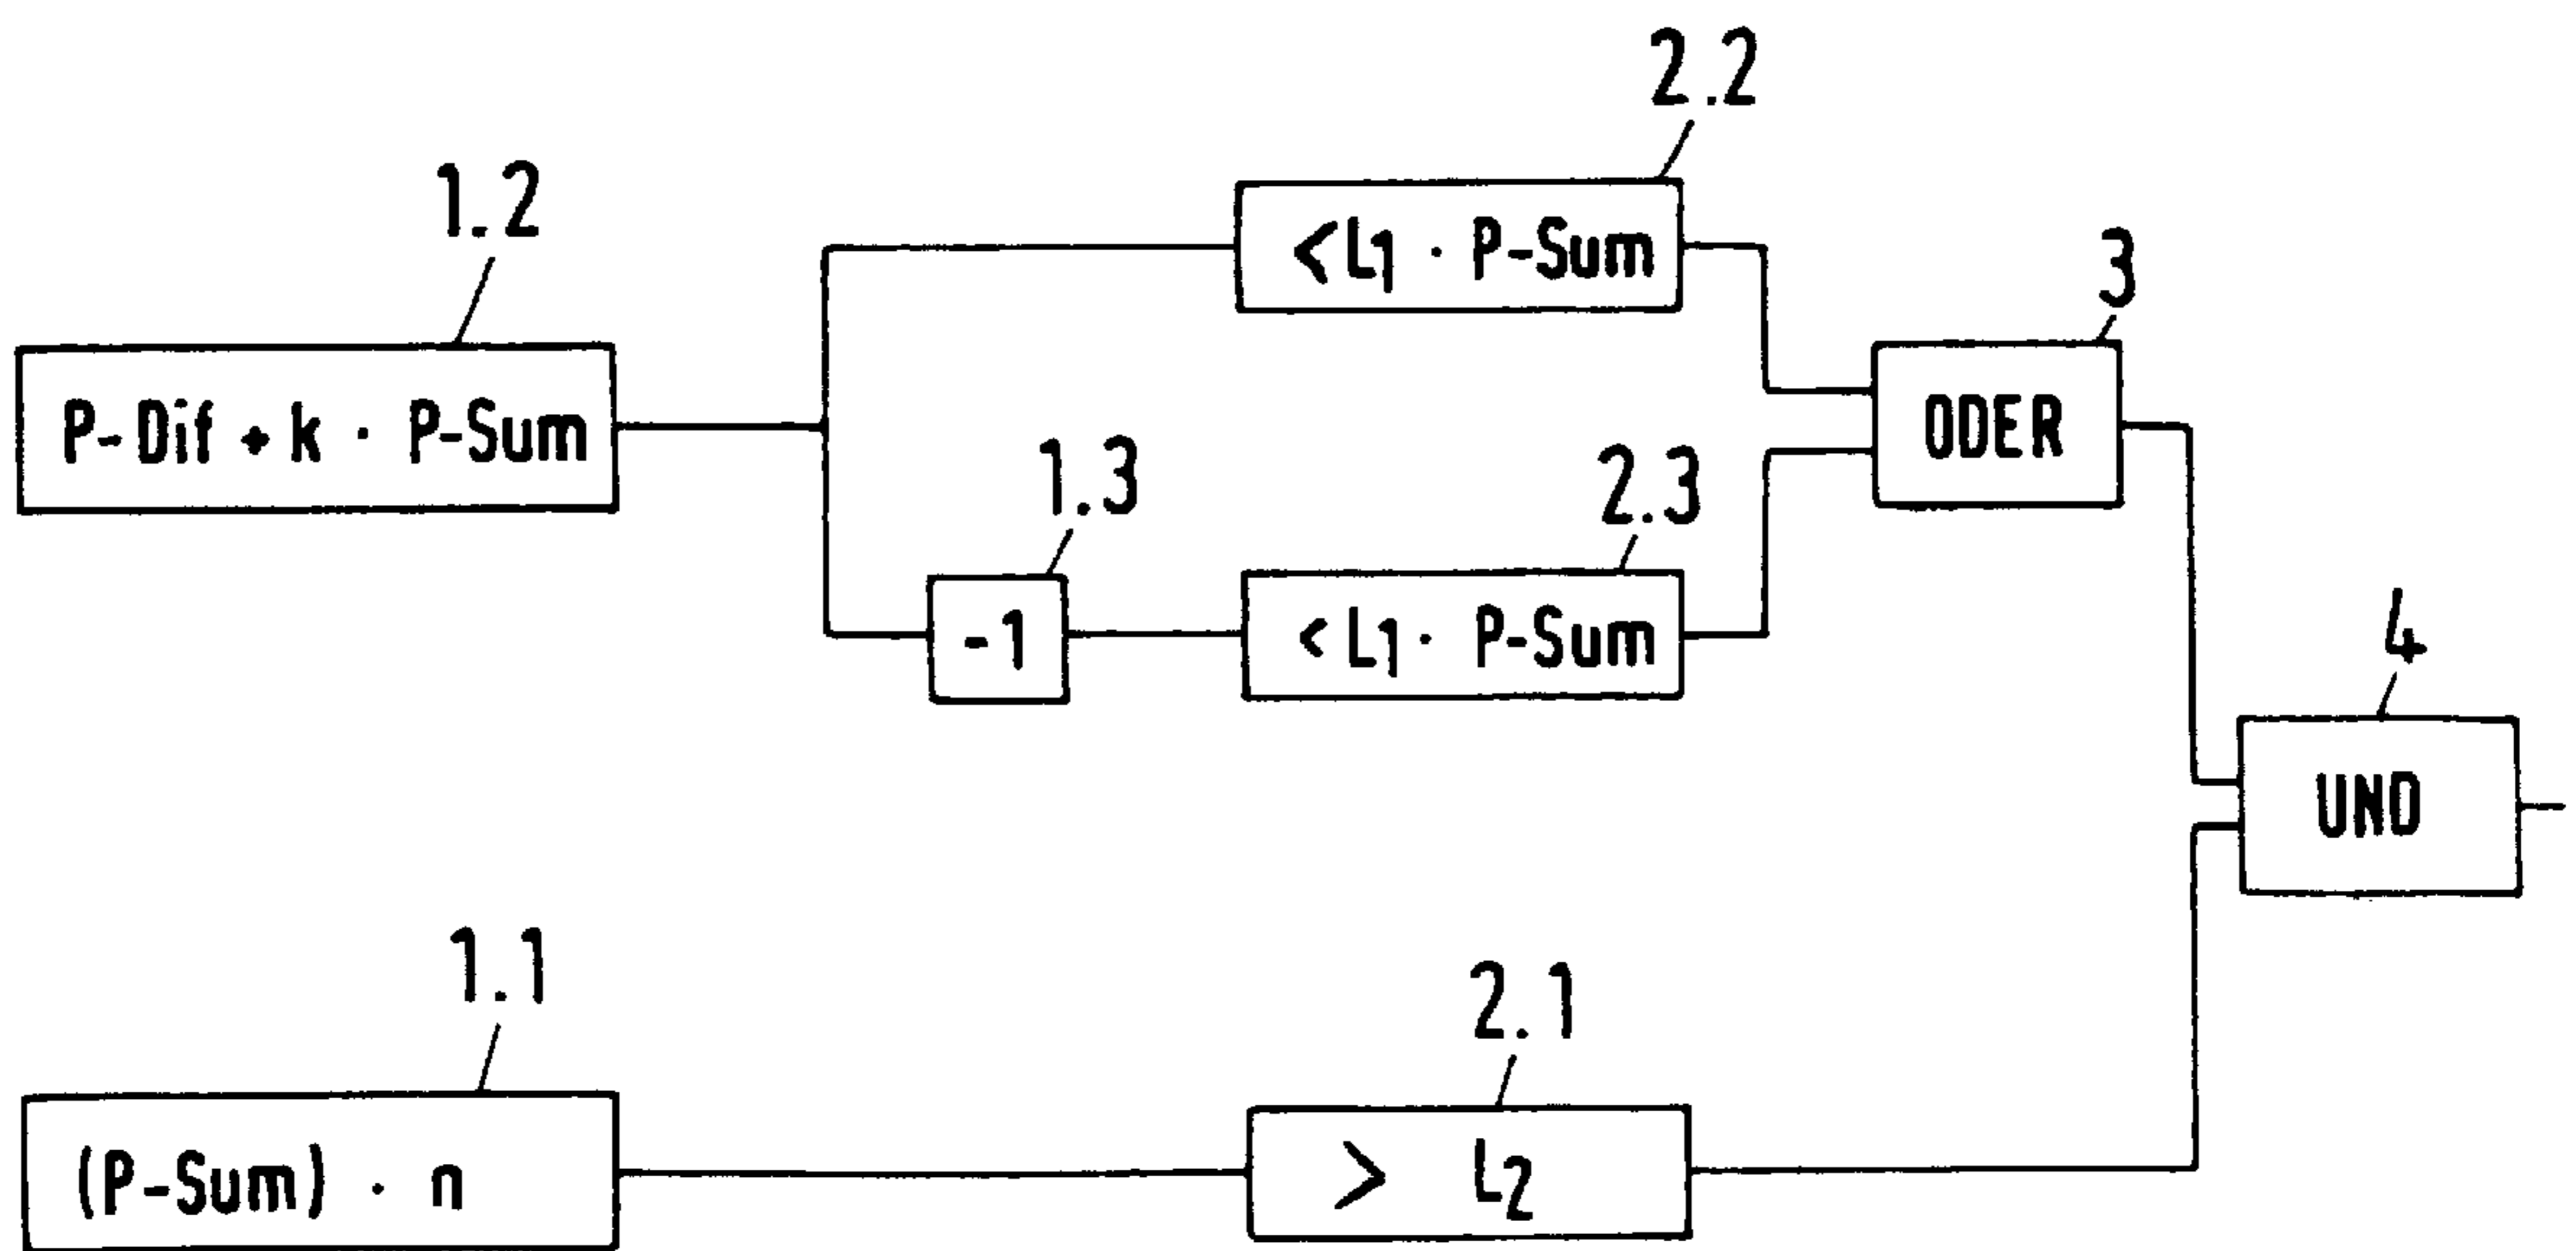 2.2
1.2
<L1 · P-Sum
3
P-Dif + k · P-Sum
ODER
1.3
2.3
-1
<L1 · P-Sum
4
UND
1.1
2.1
(P-Sum) · n
> L2